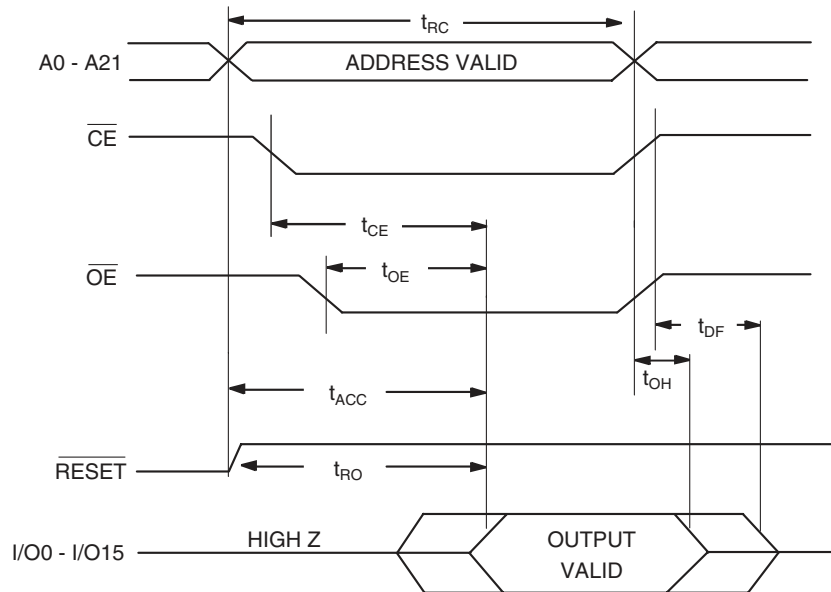 tRC
A0 - A21
ADDRESS VALID
CE
tCE
tOE
OE
tDF
tOH
tACC
RESET
tRO
HIGH Z
I/O0 - I/O15
OUTPUT
VALID